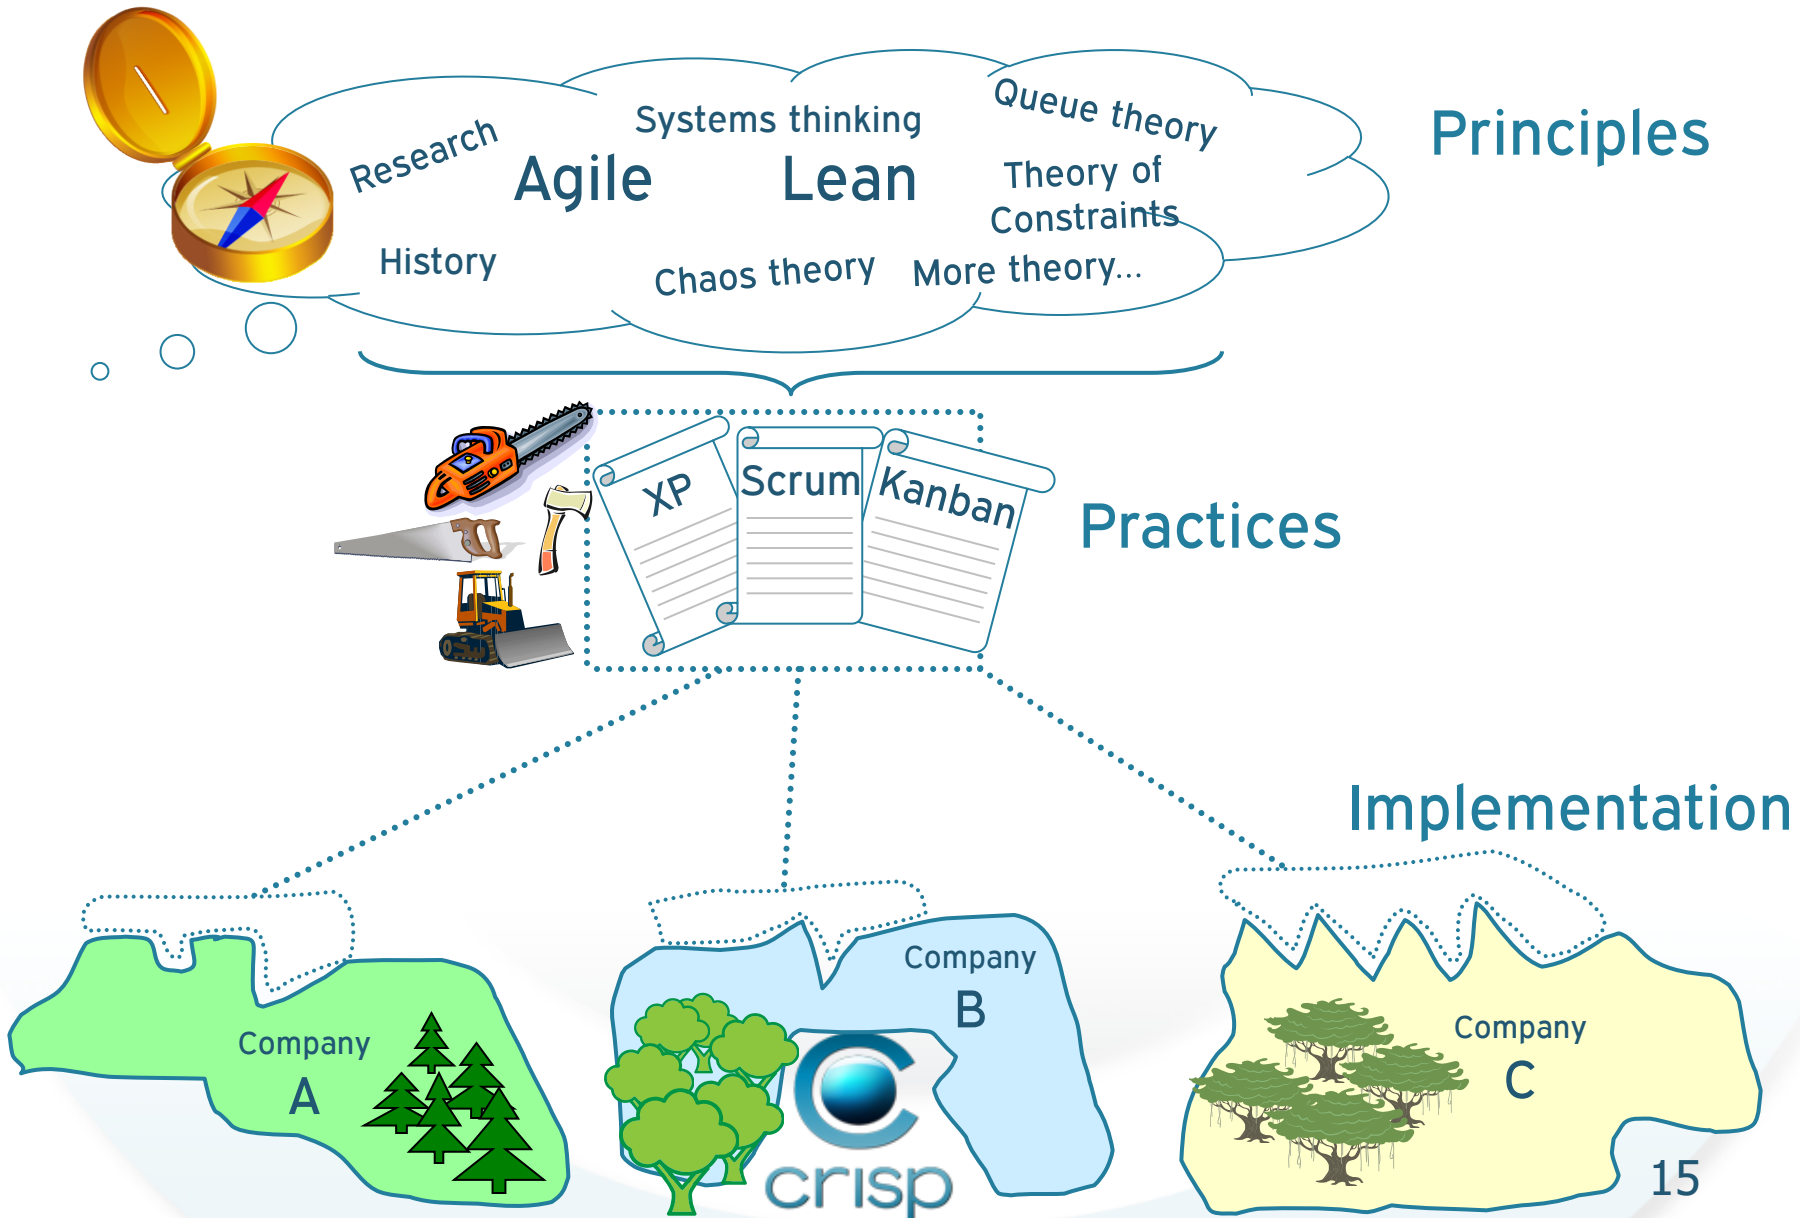 Principles
Research
Systems thinking
Queue theory
Agile
Lean
Theory of
Constraints
History
Chaos theory
More theory...
XP
Scrum
Kanban
Practices
Implementation
Company
A
Company
B
Company
C
crisp
15